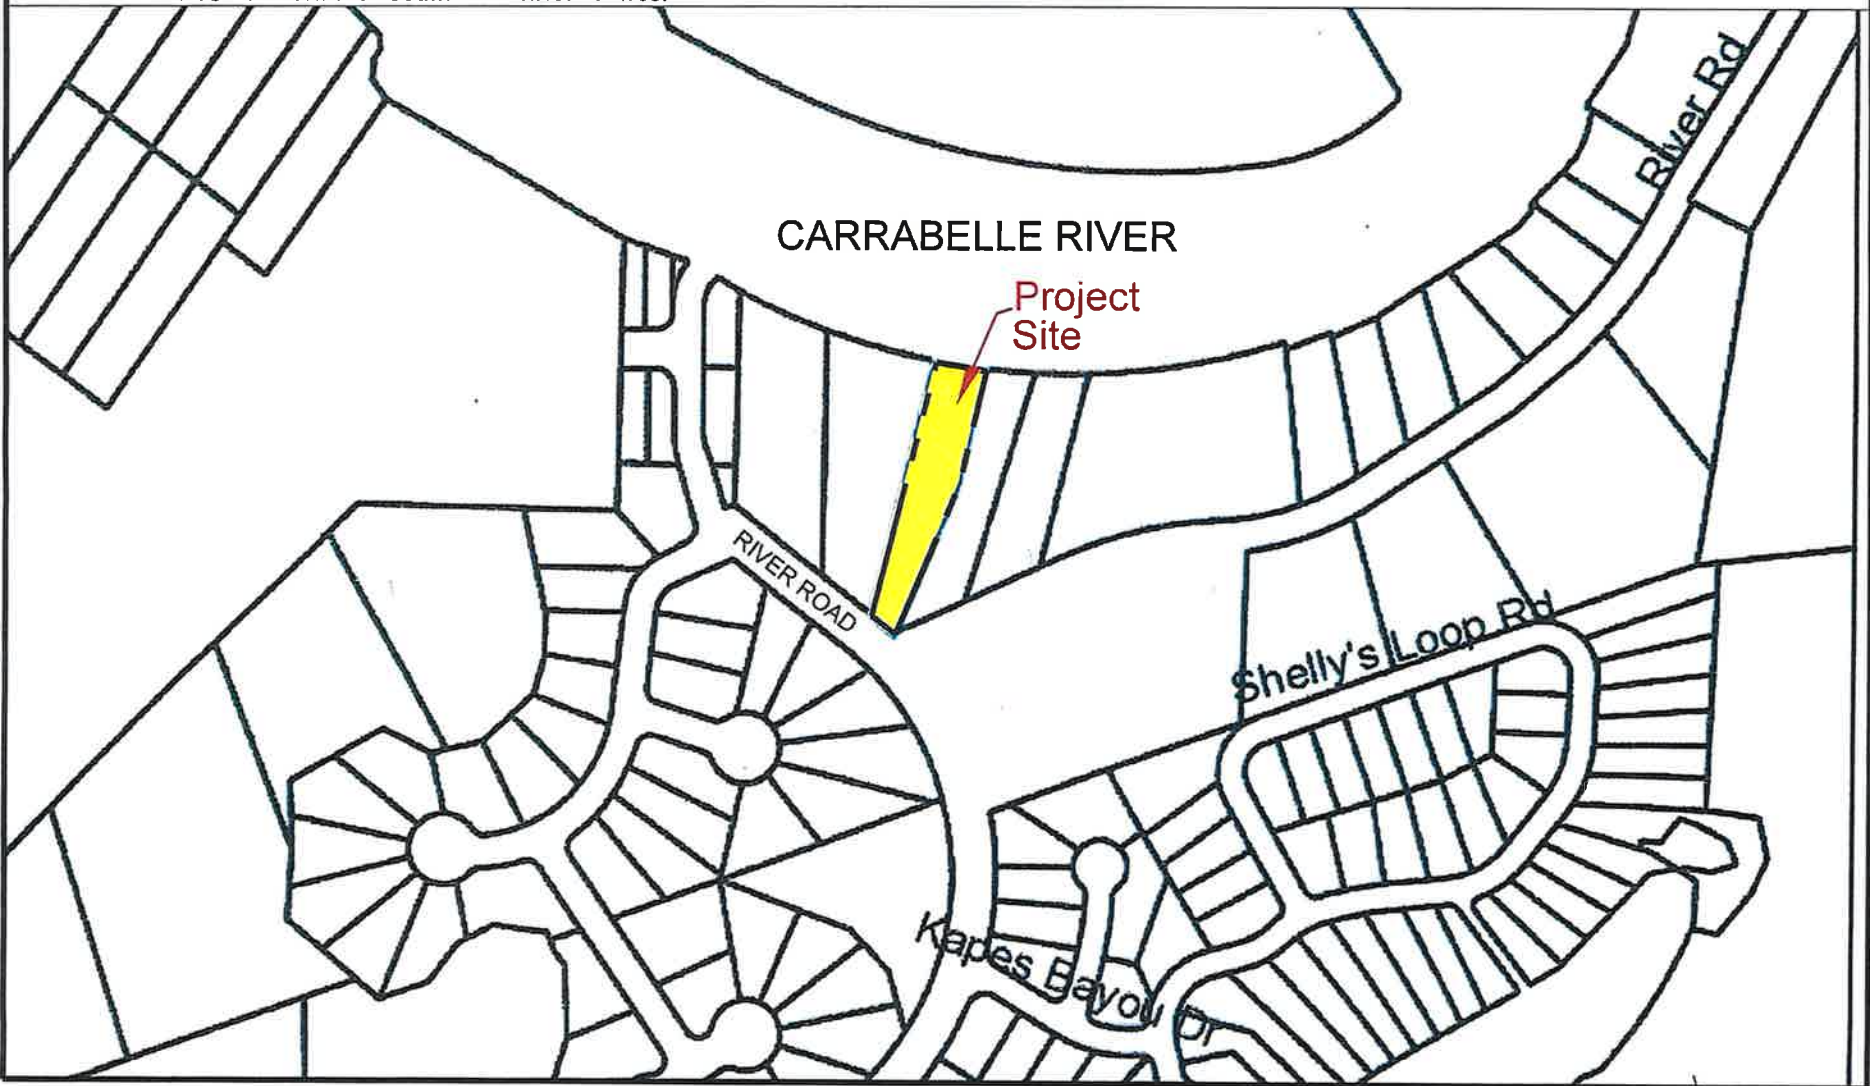 River Rd
CARRABELLE RIVER
Project
Site
RIVER ROAD
Shelly's Loop Rd
Kapes Bayou Dr